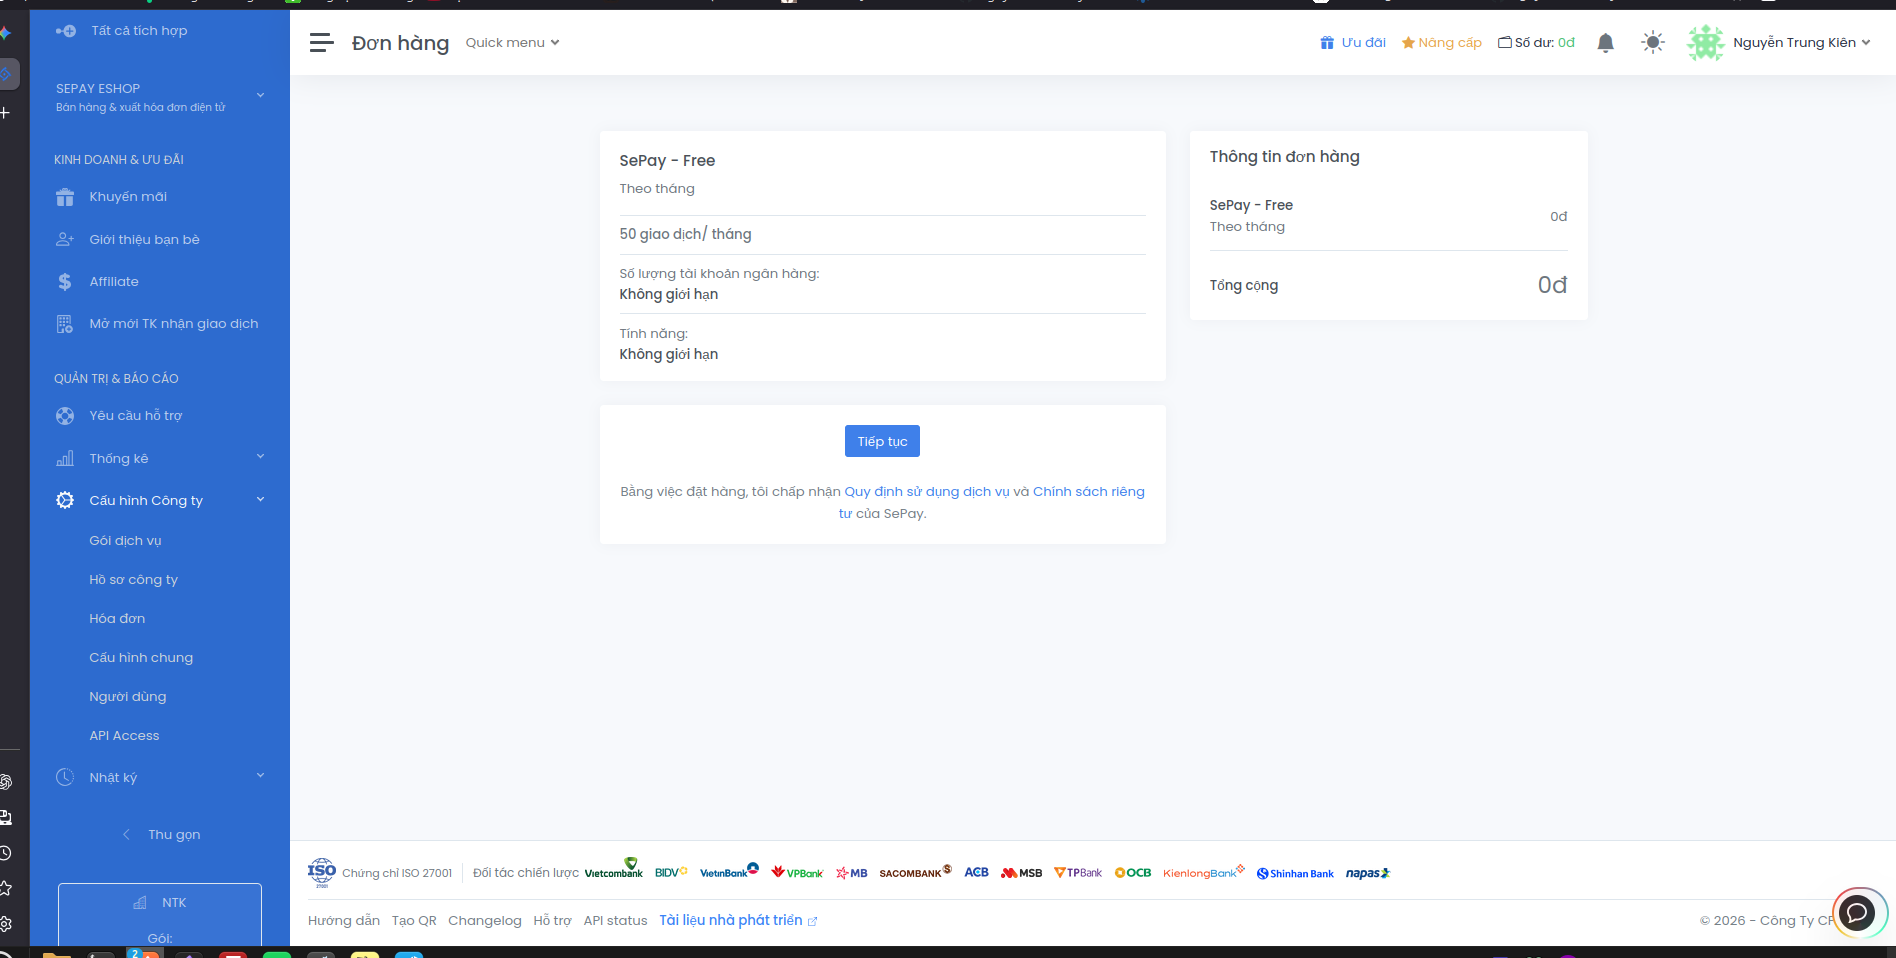 Tất cả tích hợp
SEPAY ESHOP
Bán hàng & xuất hóa đơn điện tử
KINH DOANH & ƯU ĐÃI
Khuyến mãi
Giới thiệu bạn bè
Affiliate
Mở mới TK nhận giao dịch
QUẢN TRỊ & BÁO CÁO
Yêu cầu hỗ trợ
Thống kê
Cấu hình Công ty
Gói dịch vụ
Hồ sơ công ty
Hóa đơn
Cấu hình chung
Người dùng
API Access
Nhật ký
Thu gọn
NTK
Gói:
Đơn hàng
Quick menu
Ưu đãi
Nâng cấp
Số dư: 0đ
Nguyễn Trung Kiên
SePay - Free
Theo tháng
50 giao dịch/ tháng
Số lượng tài khoản ngân hàng:
Không giới hạn
Tính năng:
Không giới hạn
Tiếp tục
Bằng việc đặt hàng, tôi chấp nhận Quy định sử dụng dịch vụ và Chính sách riêng
tư của SePay.
Thông tin đơn hàng
SePay - Free
Theo tháng
0đ
Tổng cộng
0đ
ISO
27001
Chứng chỉ ISO 27001
Đối tác chiến lược
Vietcombank
BIDV
VietinBank
VPBank
MB
SACOMBANK
ACB
MSB
TPBank
OCB
KienlongBank
Shinhan Bank
napas
Hướng dẫn
Tạo QR
Changelog
Hỗ trợ
API status
Tài liệu nhà phát triển
© 2026 - Công Ty CP
2